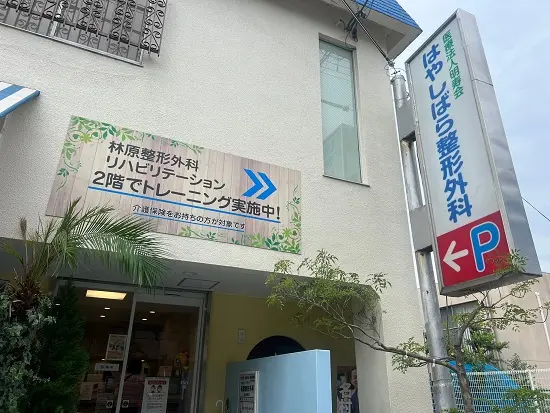 林原整形外科
リハビリテーション
2階でトレーニング実施中!
介護保険をお持ちの方が対象です
医療法人明寿会
はやしばら整形外科
P